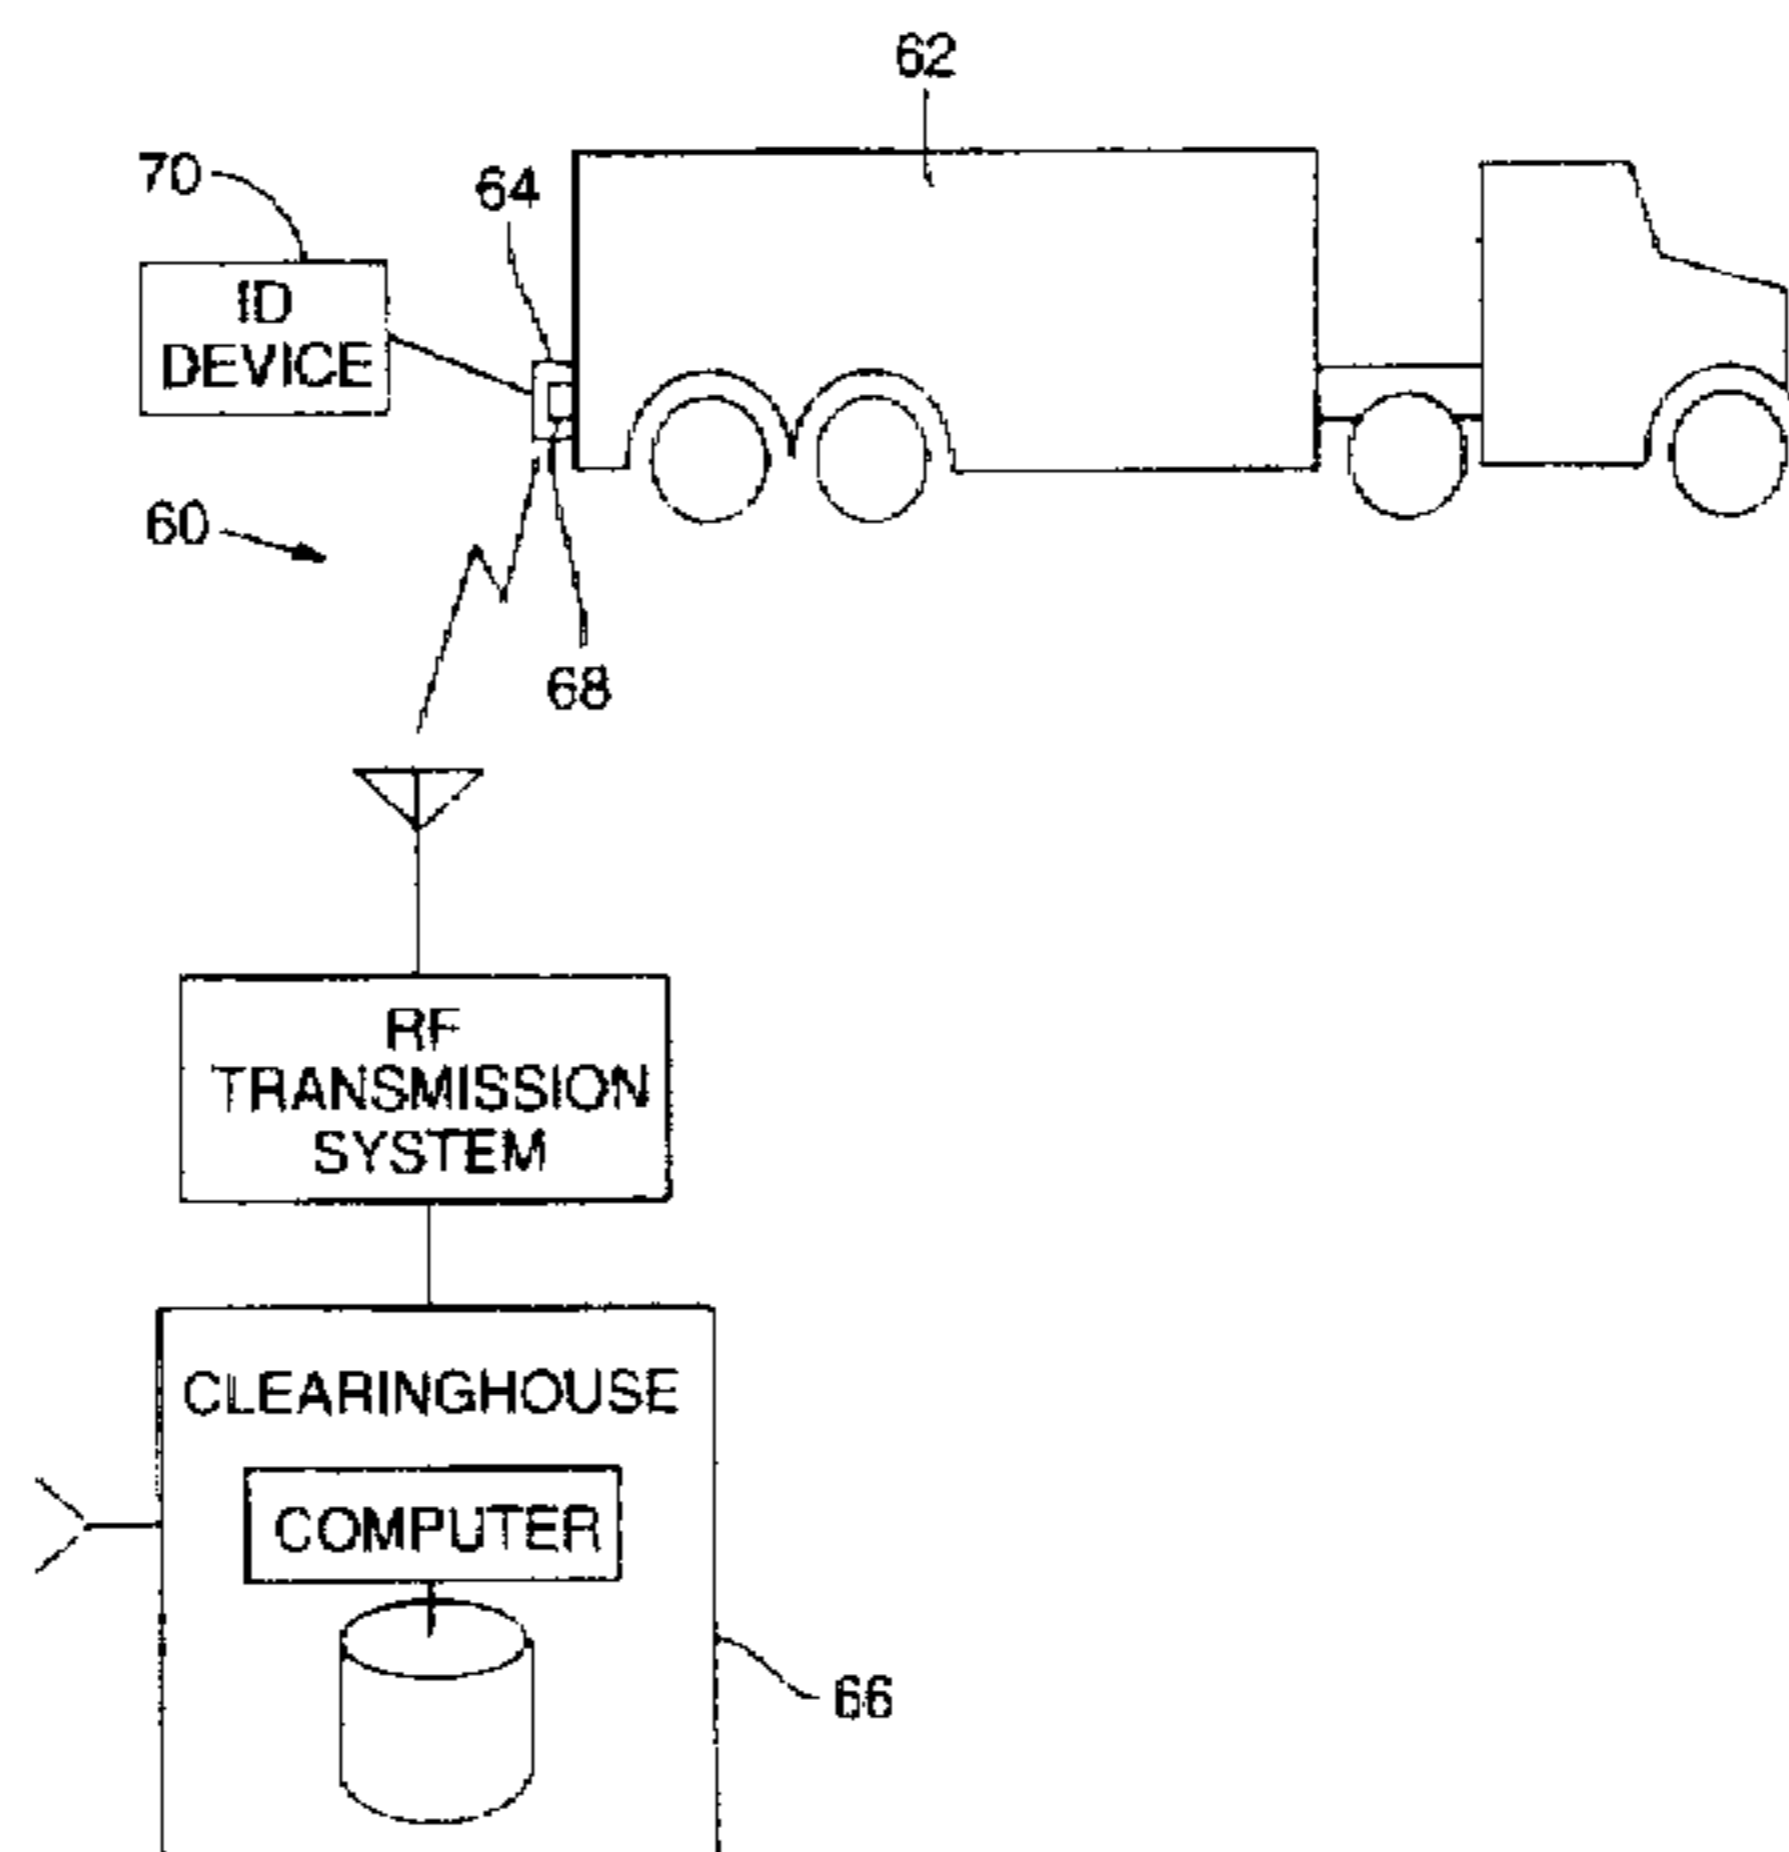 62
70
64
ID
DEVICE
60
68
RF
TRANSMISSION
SYSTEM
CLEARINGHOUSE
COMPUTER
66